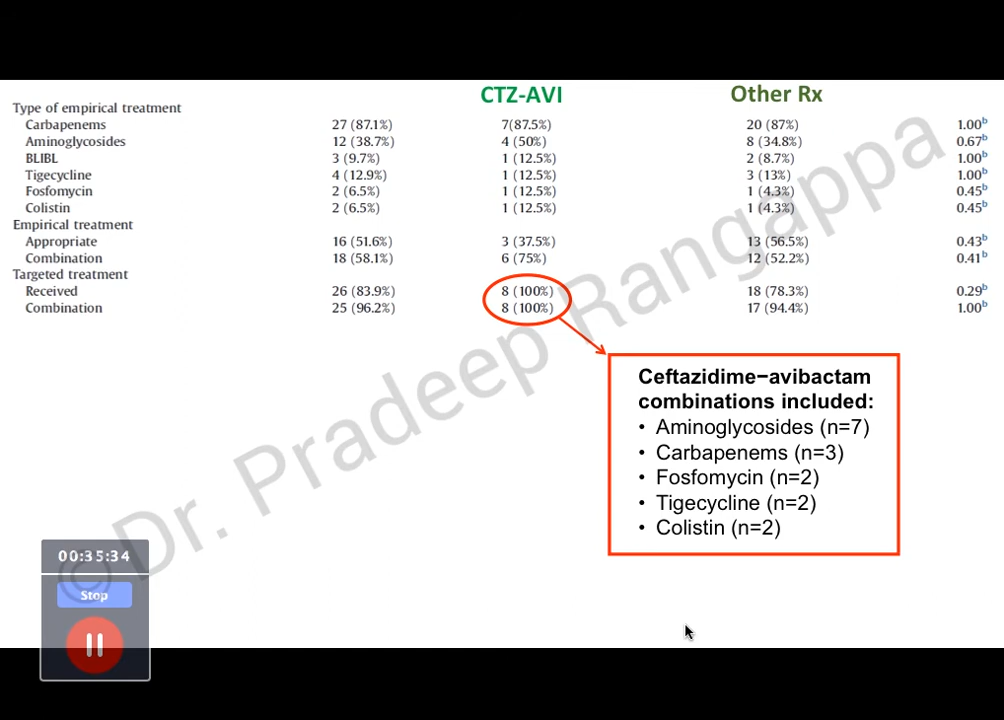 CTZ-AVI Other Rx
Type of empirical treatment
Carbapenems 27 (87.1%) 7(87.5%) 20 (87%) 1.00b
Aminoglycosides 12 (38.7%) 4 (50%) 8 (34.8%) 0.67b
BLIBL 3 (9.7%) 1 (12.5%) 2 (8.7%) 1.00b
Tigecycline 4 (12.9%) 1 (12.5%) 3 (13%) 1.00b
Fosfomycin 2 (6.5%) 1 (12.5%) 1 (4.3%) 0.45b
Colistin 2 (6.5%) 1 (12.5%) 1 (4.3%) 0.45b
Empirical treatment
Appropriate 16 (51.6%) 3 (37.5%) 13 (56.5%) 0.43b
Combination 18 (58.1%) 6 (75%) 12 (52.2%) 0.41b
Targeted treatment
Received 26 (83.9%) 8 (100%) 18 (78.3%) 0.29b
Combination 25 (96.2%) 8 (100%) 17 (94.4%) 1.00b
Ceftazidime−avibactam
combinations included:
• Aminoglycosides (n=7)
• Carbapenems (n=3)
• Fosfomycin (n=2)
• Tigecycline (n=2)
• Colistin (n=2)
© Dr. Pradeep Rangappa
00:35:34
Stop